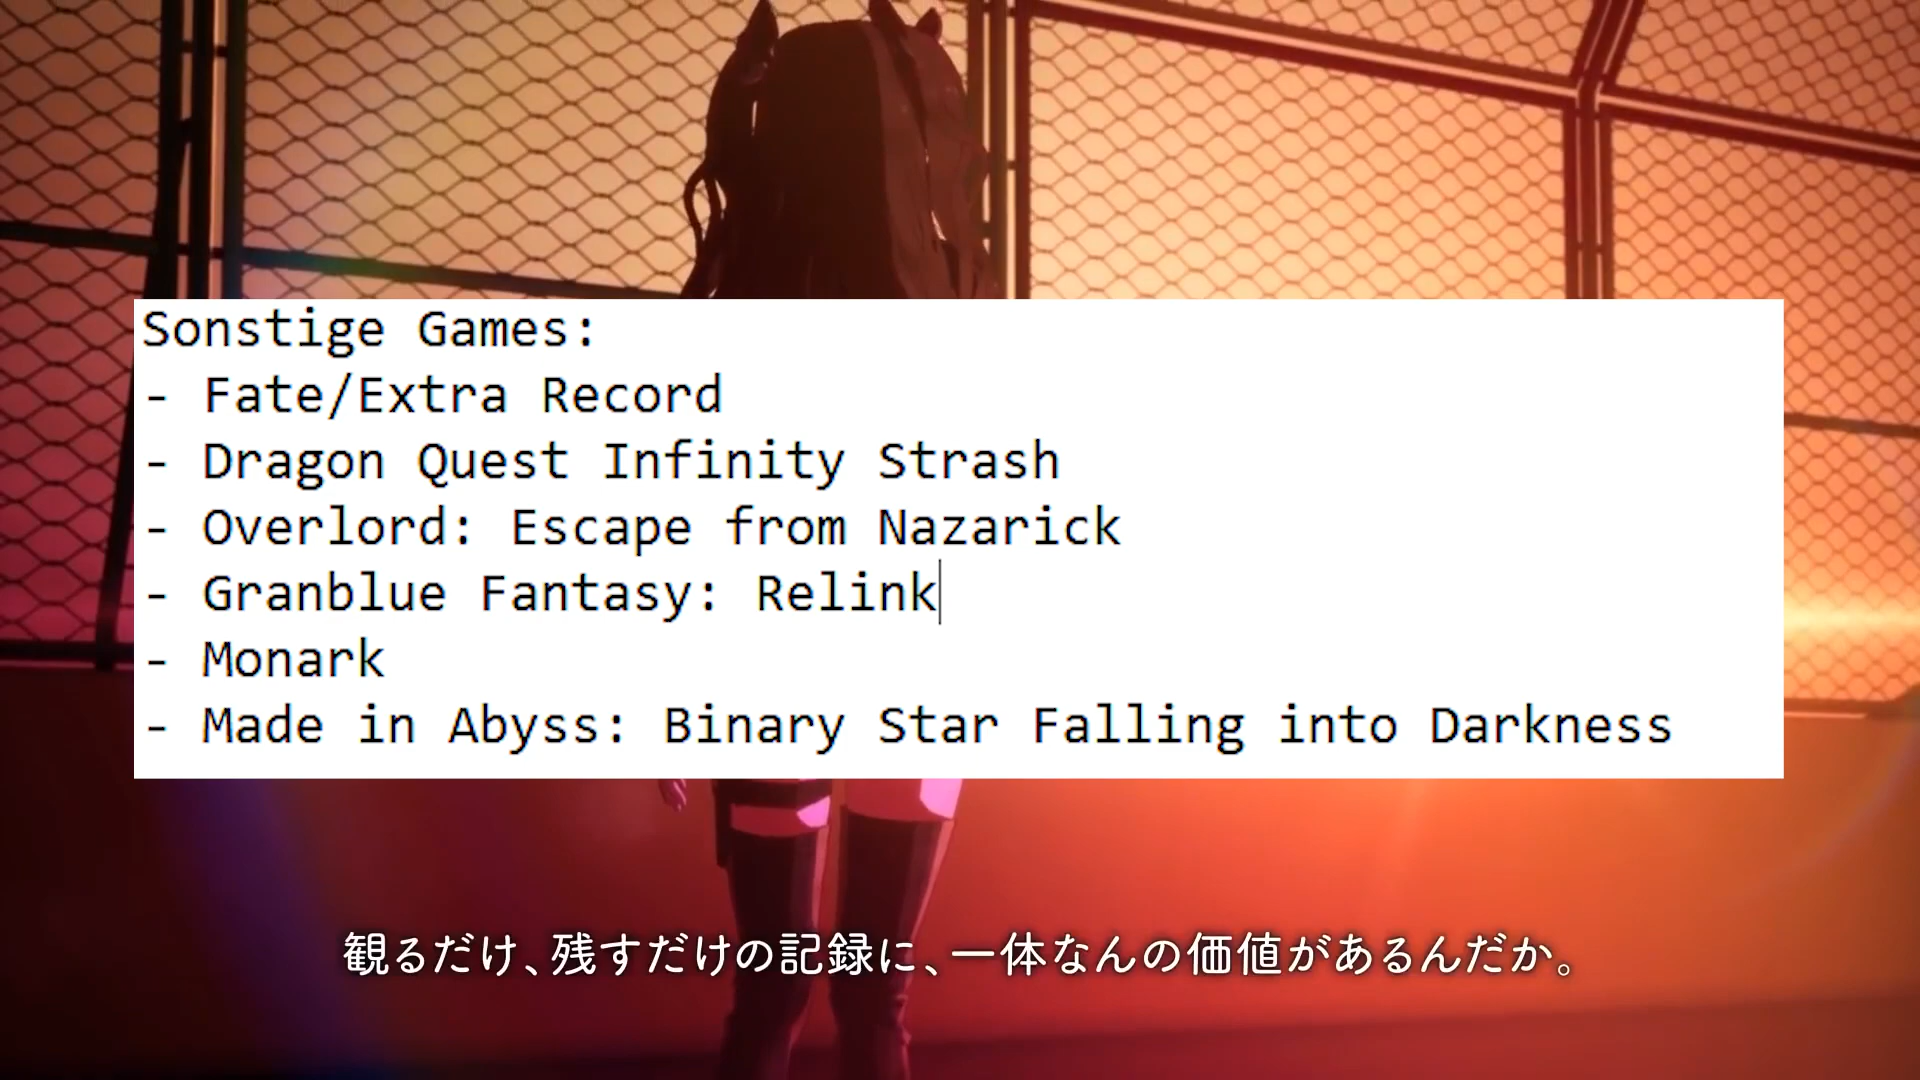 Sonstige Games:
- Fate/Extra Record
- Dragon Quest Infinity Strash
- Overlord: Escape from Nazarick
- Granblue Fantasy: Relink
- Monark
- Made in Abyss: Binary Star Falling into Darkness
観るだけ、残すだけの記録に、一体なんの価値があるんだか。